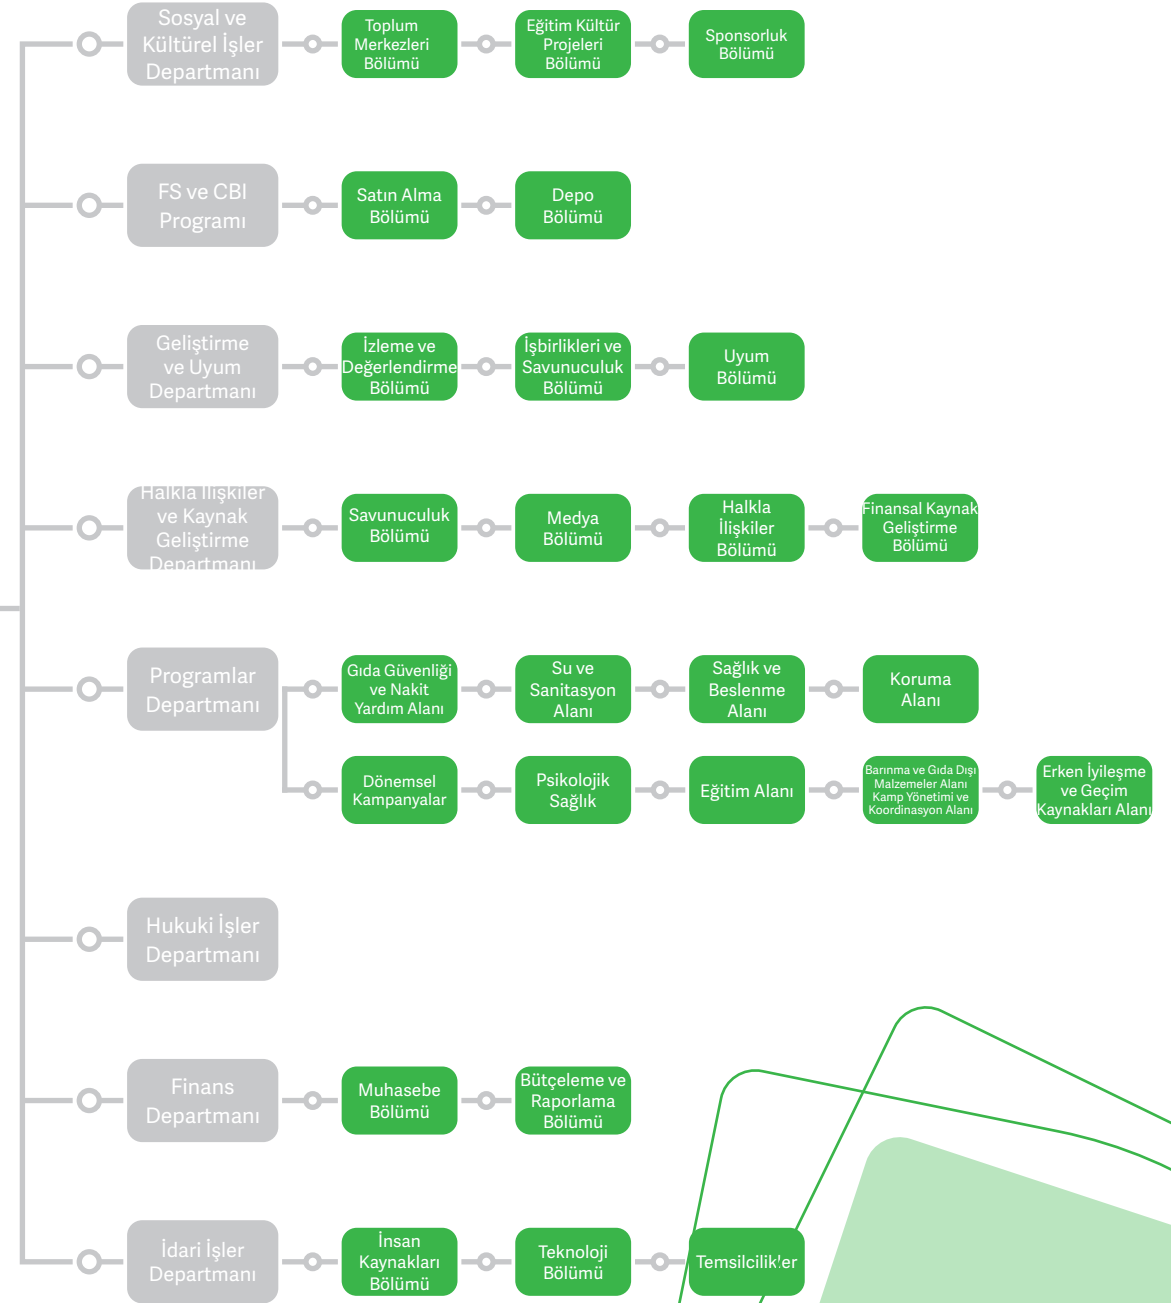 Sosyal ve
Kültürel İşler
Departmanı
Toplum
Merkezleri
Bölümü
Eğitim Kültür
Projeleri
Bölümü
Sponsorluk
Bölümü
FS ve CBI
Programı
Satın Alma
Bölümü
Depo
Bölümü
Geliştirme
ve Uyum
Departmanı
İzleme ve
Değerlendirme
Bölümü
İşbirlikleri ve
Savunuculuk
Bölümü
Uyum
Bölümü
Halkla İlişkiler
ve Kaynak
Geliştirme
Departmanı
Savunuculuk
Bölümü
Medya
Bölümü
Halkla
İlişkiler
Bölümü
Finansal Kaynak
Geliştirme
Bölümü
Programlar
Departmanı
Gıda Güvenliği
ve Nakit
Yardım Alanı
Su ve
Sanitasyon
Alanı
Sağlık ve
Beslenme
Alanı
Koruma
Alanı
Dönemsel
Kampanyalar
Psikolojik
Sağlık
Eğitim Alanı
Barınma ve Gıda Dışı
Malzemeler Alanı
Kamp Yönetimi ve
Koordinasyon Alanı
Erken İyileşme
ve Geçim
Kaynakları Alanı
Hukuki İşler
Departmanı
Finans
Departmanı
Muhasebe
Bölümü
Bütçeleme ve
Raporlama
Bölümü
İdari İşler
Departmanı
İnsan
Kaynakları
Bölümü
Teknoloji
Bölümü
Temsilcilikler